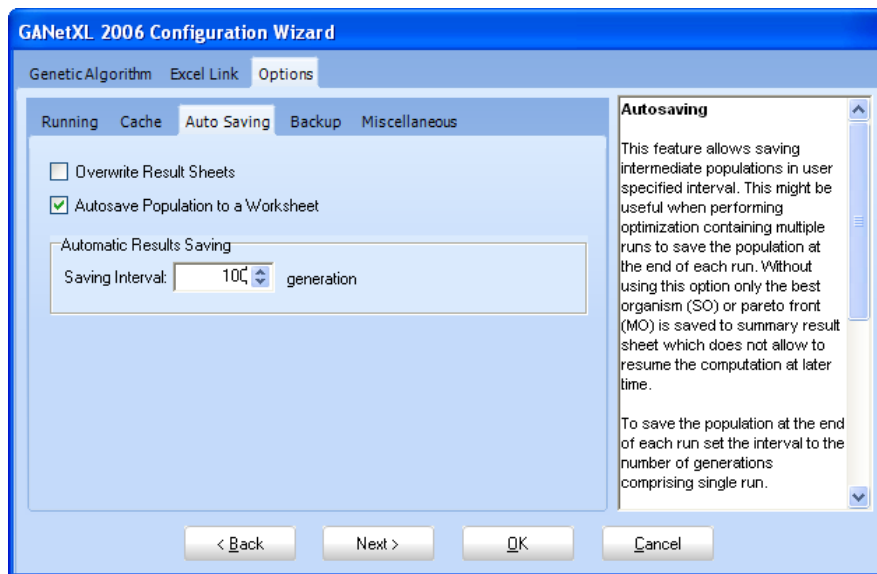 GANetXL 2006 Configuration Wizard
Genetic Algorithm Excel Link Options
Running Cache Auto Saving Backup Miscellaneous
Overwrite Result Sheets
Autosave Population to a Worksheet
Automatic Results Saving
Saving Interval: generation
Autosaving
This feature allows saving
intermediate populations in user
specified interval. This might be
useful when performing
optimization containing multiple
runs to save the population at
the end of each run. Without
using this option only the best
organism (SO) or pareto front
(MO) is saved to summary result
sheet which does not allow to
resume the computation at later
time.
To save the population at the end
of each run set the interval to the
number of generations
comprising single run.
< Back Next > OK Cancel